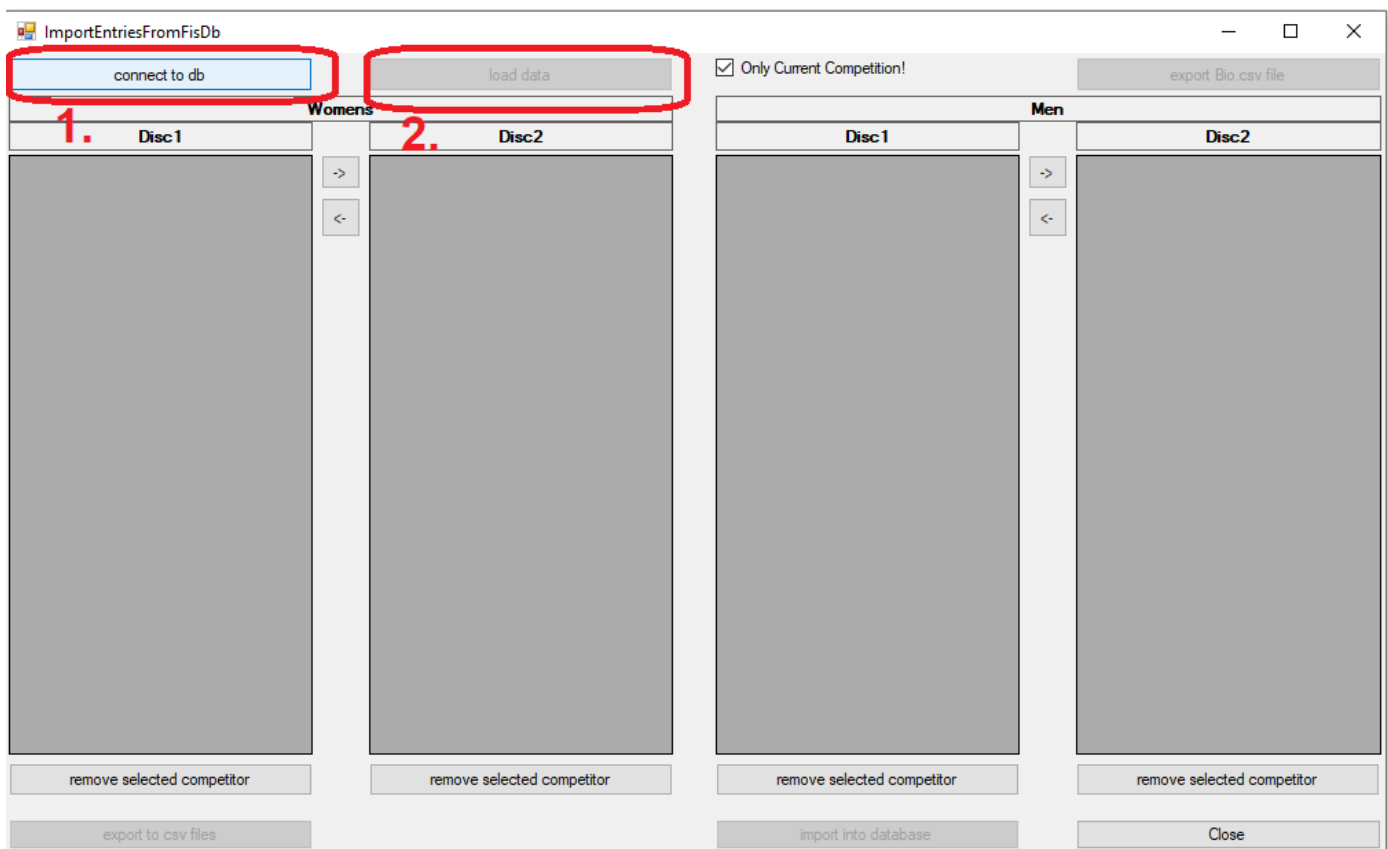 ImportEntriesFromFisDb
connect to db
load data
Only Current Competition!
export Bio.csv file
Womens
Men
1.
Disc1
2.
Disc2
Disc1
Disc2
->
->
<-
<-
remove selected competitor
remove selected competitor
remove selected competitor
remove selected competitor
export to csv files
import into database
Close